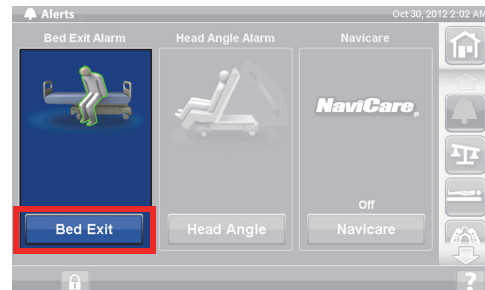 Alerts
Oct 30, 2012 2:02 AM
Bed Exit Alarm
Head Angle Alarm
Navicare
NaviCare®
Off
Bed Exit
Head Angle
Navicare
?